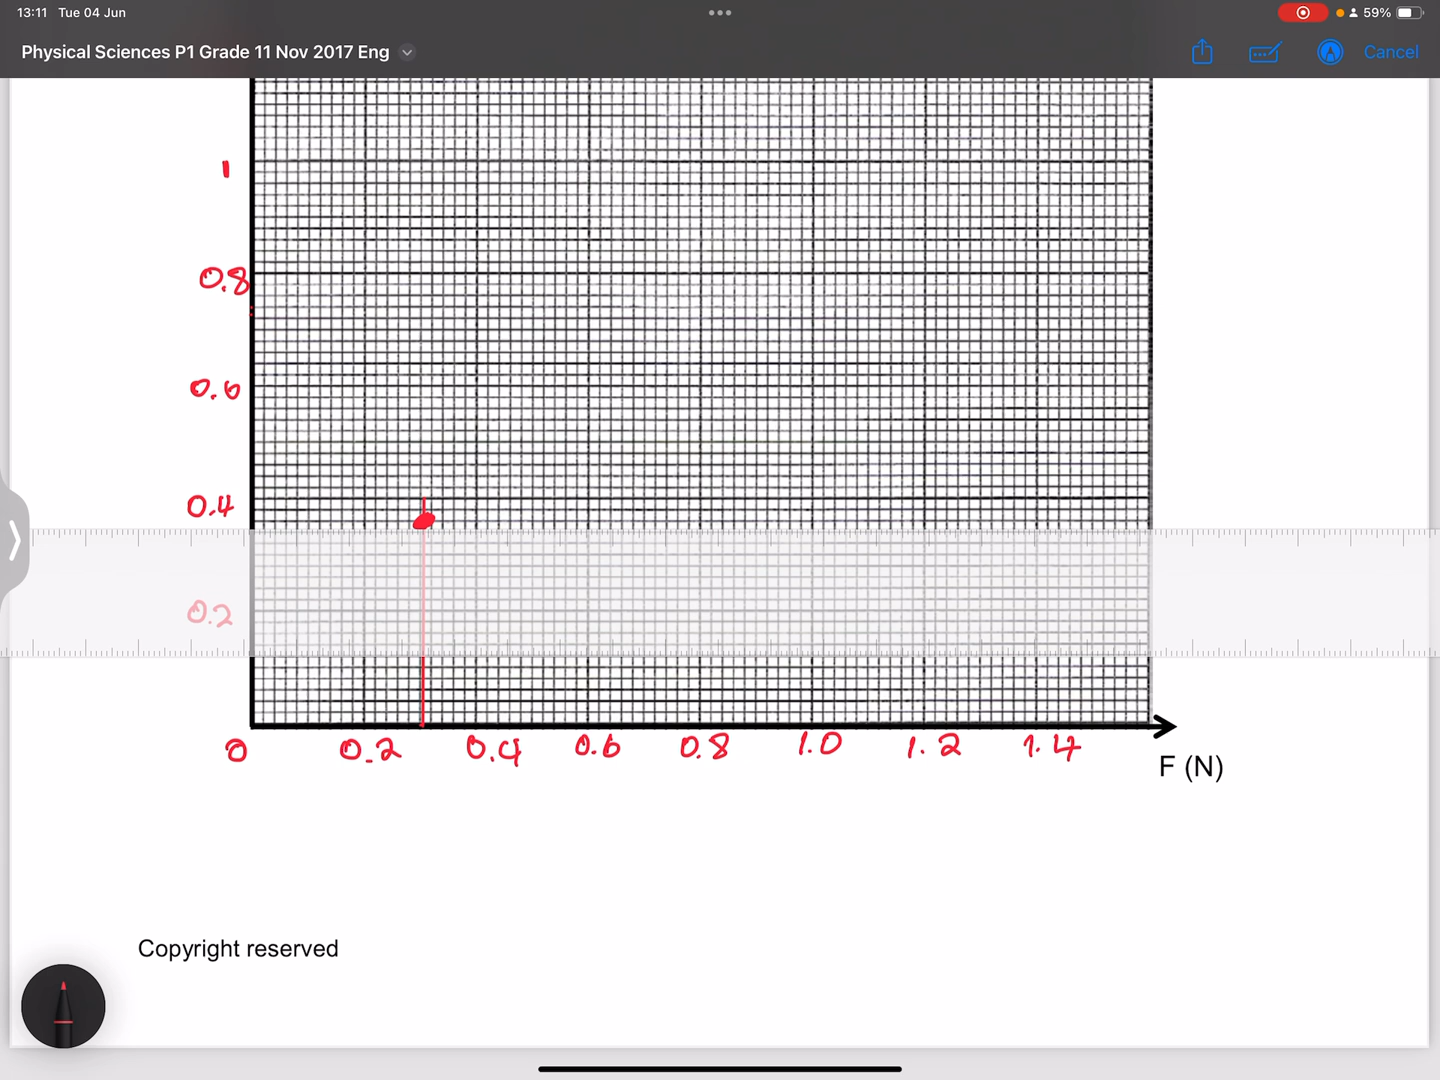 13:11 Tue 04 Jun
59%
Physical Sciences P1 Grade 11 Nov 2017 Eng
Cancel
1
0.8
0.6
0.4
0.2
0 0.2 0.4 0.6 0.8 1.0 1.2 1.4
F (N)
Copyright reserved